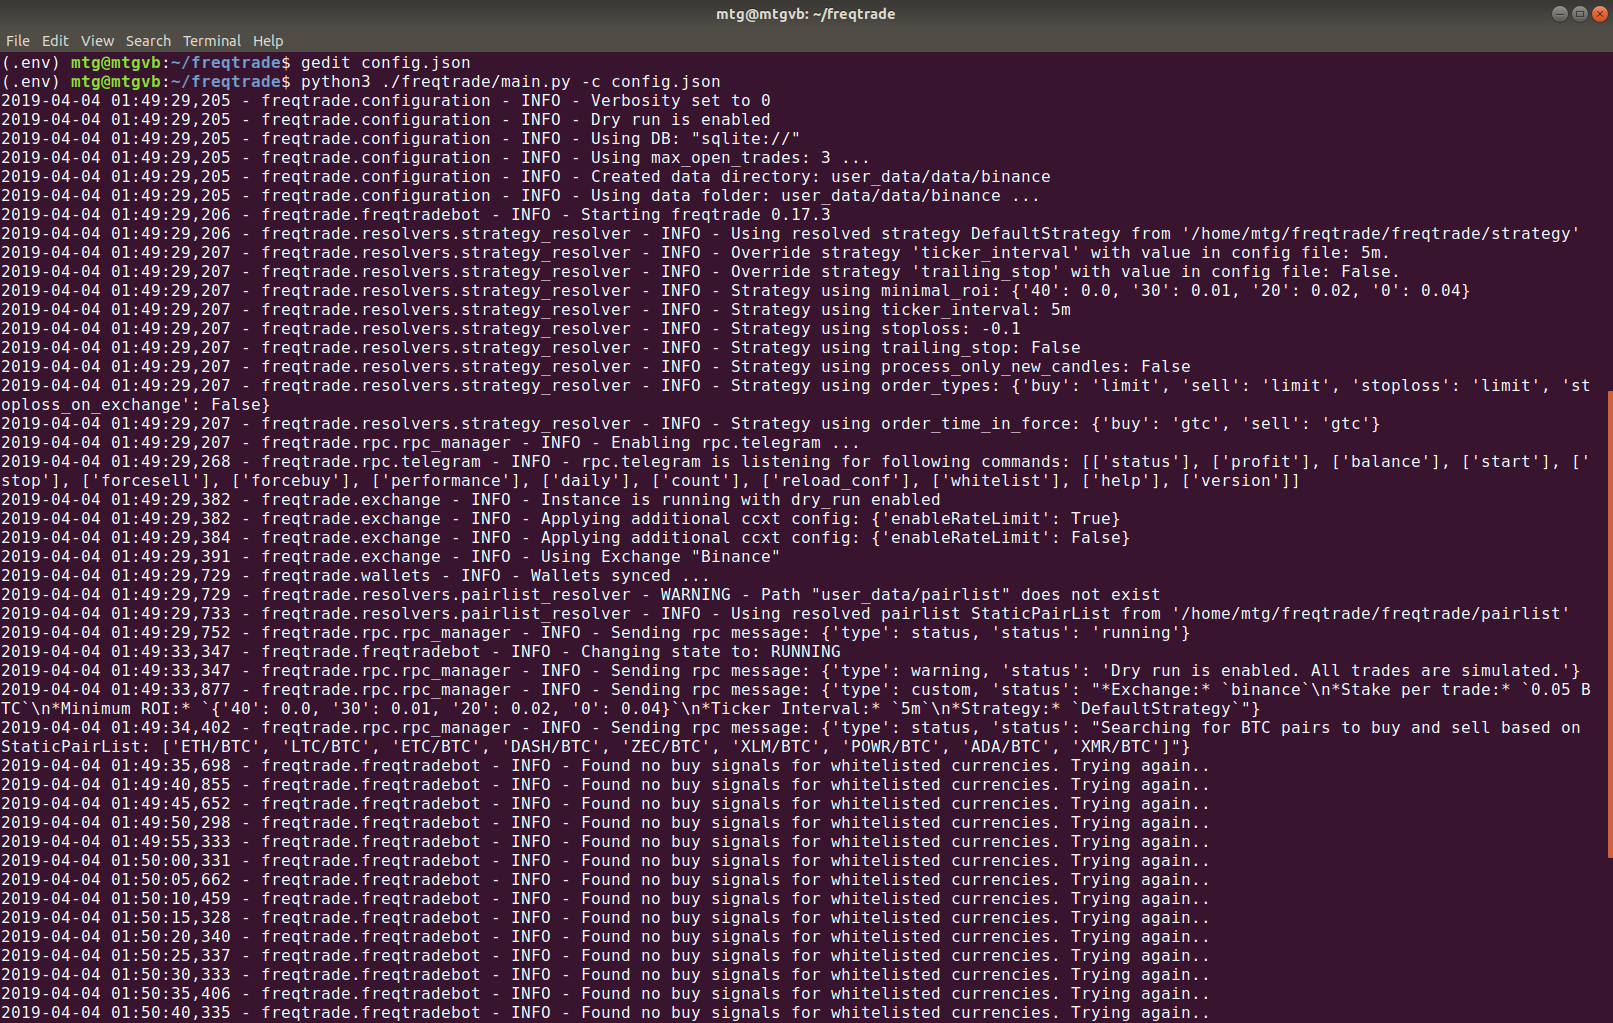 mtg@mtgvb: ~/freqtrade
File Edit View Search Terminal Help
(.env) mtg@mtgvb:~/freqtrade$ gedit config.json
(.env) mtg@mtgvb:~/freqtrade$ python3 ./freqtrade/main.py -c config.json
2019-04-04 01:49:29,205 - freqtrade.configuration - INFO - Verbosity set to 0
2019-04-04 01:49:29,205 - freqtrade.configuration - INFO - Dry run is enabled
2019-04-04 01:49:29,205 - freqtrade.configuration - INFO - Using DB: "sqlite://"
2019-04-04 01:49:29,205 - freqtrade.configuration - INFO - Using max_open_trades: 3 ...
2019-04-04 01:49:29,205 - freqtrade.configuration - INFO - Created data directory: user_data/data/binance
2019-04-04 01:49:29,205 - freqtrade.configuration - INFO - Using data folder: user_data/data/binance ...
2019-04-04 01:49:29,206 - freqtrade.freqtradebot - INFO - Starting freqtrade 0.17.3
2019-04-04 01:49:29,206 - freqtrade.resolvers.strategy_resolver - INFO - Using resolved strategy DefaultStrategy from '/home/mtg/freqtrade/freqtrade/strategy'
2019-04-04 01:49:29,207 - freqtrade.resolvers.strategy_resolver - INFO - Override strategy 'ticker_interval' with value in config file: 5m.
2019-04-04 01:49:29,207 - freqtrade.resolvers.strategy_resolver - INFO - Override strategy 'trailing_stop' with value in config file: False.
2019-04-04 01:49:29,207 - freqtrade.resolvers.strategy_resolver - INFO - Strategy using minimal_roi: {'40': 0.0, '30': 0.01, '20': 0.02, '0': 0.04}
2019-04-04 01:49:29,207 - freqtrade.resolvers.strategy_resolver - INFO - Strategy using ticker_interval: 5m
2019-04-04 01:49:29,207 - freqtrade.resolvers.strategy_resolver - INFO - Strategy using stoploss: -0.1
2019-04-04 01:49:29,207 - freqtrade.resolvers.strategy_resolver - INFO - Strategy using trailing_stop: False
2019-04-04 01:49:29,207 - freqtrade.resolvers.strategy_resolver - INFO - Strategy using process_only_new_candles: False
2019-04-04 01:49:29,207 - freqtrade.resolvers.strategy_resolver - INFO - Strategy using order_types: {'buy': 'limit', 'sell': 'limit', 'stoploss': 'limit', 'st
oploss_on_exchange': False}
2019-04-04 01:49:29,207 - freqtrade.resolvers.strategy_resolver - INFO - Strategy using order_time_in_force: {'buy': 'gtc', 'sell': 'gtc'}
2019-04-04 01:49:29,207 - freqtrade.rpc.rpc_manager - INFO - Enabling rpc.telegram ...
2019-04-04 01:49:29,268 - freqtrade.rpc.telegram - INFO - rpc.telegram is listening for following commands: [['status'], ['profit'], ['balance'], ['start'], ['
stop'], ['forcesell'], ['forcebuy'], ['performance'], ['daily'], ['count'], ['reload_conf'], ['whitelist'], ['help'], ['version']]
2019-04-04 01:49:29,382 - freqtrade.exchange - INFO - Instance is running with dry_run enabled
2019-04-04 01:49:29,382 - freqtrade.exchange - INFO - Applying additional ccxt config: {'enableRateLimit': True}
2019-04-04 01:49:29,384 - freqtrade.exchange - INFO - Applying additional ccxt config: {'enableRateLimit': False}
2019-04-04 01:49:29,391 - freqtrade.exchange - INFO - Using Exchange "Binance"
2019-04-04 01:49:29,729 - freqtrade.wallets - INFO - Wallets synced ...
2019-04-04 01:49:29,729 - freqtrade.resolvers.pairlist_resolver - WARNING - Path "user_data/pairlist" does not exist
2019-04-04 01:49:29,733 - freqtrade.resolvers.pairlist_resolver - INFO - Using resolved pairlist StaticPairList from '/home/mtg/freqtrade/freqtrade/pairlist'
2019-04-04 01:49:29,752 - freqtrade.rpc.rpc_manager - INFO - Sending rpc message: {'type': status, 'status': 'running'}
2019-04-04 01:49:33,347 - freqtrade.freqtradebot - INFO - Changing state to: RUNNING
2019-04-04 01:49:33,347 - freqtrade.rpc.rpc_manager - INFO - Sending rpc message: {'type': warning, 'status': 'Dry run is enabled. All trades are simulated.'}
2019-04-04 01:49:33,877 - freqtrade.rpc.rpc_manager - INFO - Sending rpc message: {'type': custom, 'status': "*Exchange:* `binance`\n*Stake per trade:* `0.05 B
TC`\n*Minimum ROI:* `{'40': 0.0, '30': 0.01, '20': 0.02, '0': 0.04}`\n*Ticker Interval:* `5m`\n*Strategy:* `DefaultStrategy`"}
2019-04-04 01:49:34,402 - freqtrade.rpc.rpc_manager - INFO - Sending rpc message: {'type': status, 'status': "Searching for BTC pairs to buy and sell based on
StaticPairList: ['ETH/BTC', 'LTC/BTC', 'ETC/BTC', 'DASH/BTC', 'ZEC/BTC', 'XLM/BTC', 'POWR/BTC', 'ADA/BTC', 'XMR/BTC']"}
2019-04-04 01:49:35,698 - freqtrade.freqtradebot - INFO - Found no buy signals for whitelisted currencies. Trying again..
2019-04-04 01:49:40,855 - freqtrade.freqtradebot - INFO - Found no buy signals for whitelisted currencies. Trying again..
2019-04-04 01:49:45,652 - freqtrade.freqtradebot - INFO - Found no buy signals for whitelisted currencies. Trying again..
2019-04-04 01:49:50,298 - freqtrade.freqtradebot - INFO - Found no buy signals for whitelisted currencies. Trying again..
2019-04-04 01:49:55,333 - freqtrade.freqtradebot - INFO - Found no buy signals for whitelisted currencies. Trying again..
2019-04-04 01:50:00,331 - freqtrade.freqtradebot - INFO - Found no buy signals for whitelisted currencies. Trying again..
2019-04-04 01:50:05,662 - freqtrade.freqtradebot - INFO - Found no buy signals for whitelisted currencies. Trying again..
2019-04-04 01:50:10,459 - freqtrade.freqtradebot - INFO - Found no buy signals for whitelisted currencies. Trying again..
2019-04-04 01:50:15,328 - freqtrade.freqtradebot - INFO - Found no buy signals for whitelisted currencies. Trying again..
2019-04-04 01:50:20,340 - freqtrade.freqtradebot - INFO - Found no buy signals for whitelisted currencies. Trying again..
2019-04-04 01:50:25,337 - freqtrade.freqtradebot - INFO - Found no buy signals for whitelisted currencies. Trying again..
2019-04-04 01:50:30,333 - freqtrade.freqtradebot - INFO - Found no buy signals for whitelisted currencies. Trying again..
2019-04-04 01:50:35,406 - freqtrade.freqtradebot - INFO - Found no buy signals for whitelisted currencies. Trying again..
2019-04-04 01:50:40,335 - freqtrade.freqtradebot - INFO - Found no buy signals for whitelisted currencies. Trying again..